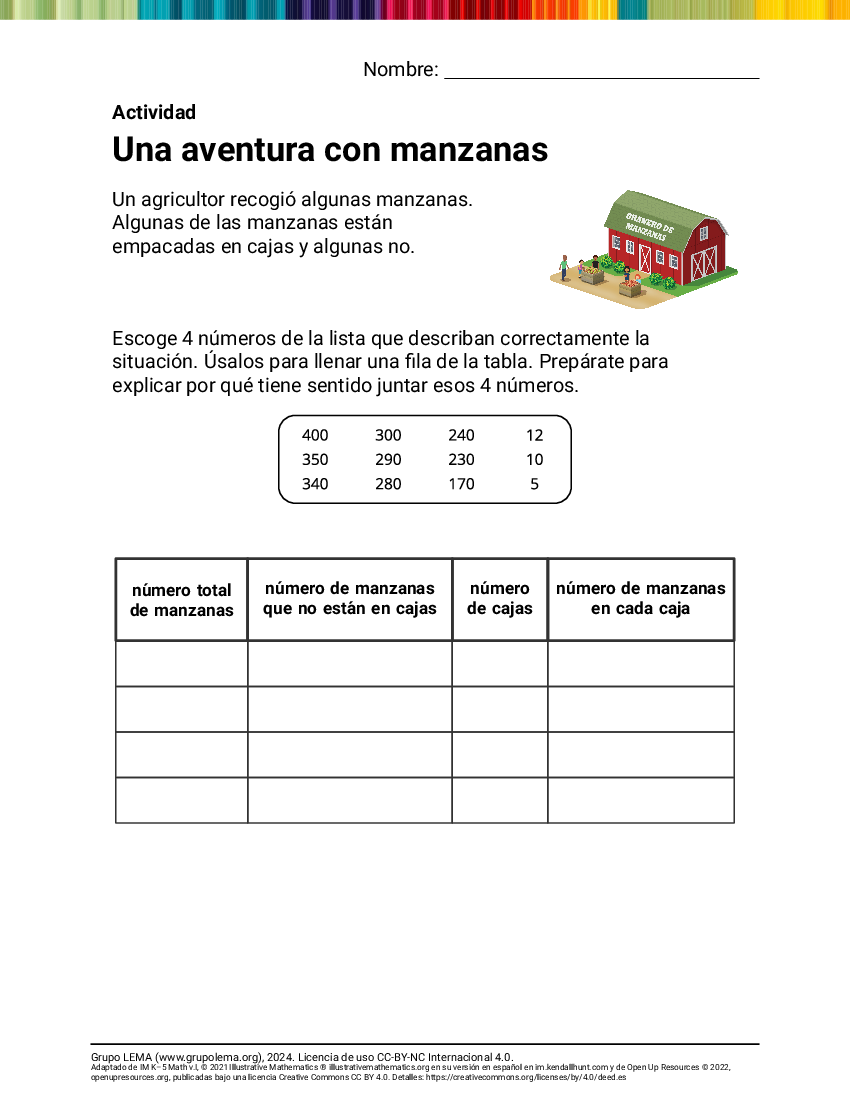 Nombre:
Actividad
Una aventura con manzanas
Un agricultor recogió algunas manzanas.
Algunas de las manzanas están
empacadas en cajas y algunas no.
GRANERO DE
MANZANAS
Escoge 4 números de la lista que describan correctamente la
situación. Úsalos para llenar una fila de la tabla. Prepárate para
explicar por qué tiene sentido juntar esos 4 números.
400 300 240 12
350 290 230 10
340 280 170 5
número total
de manzanas
número de manzanas
que no están en cajas
número
de cajas
número de manzanas
en cada caja
Grupo LEMA (www.grupolema.org), 2024. Licencia de uso CC-BY-NC Internacional 4.0.
Adaptado de IM K–5 Math v.I, © 2021 Illustrative Mathematics ® illustrativemathematics.org en su versión en español en im.kendallhunt.com y de Open Up Resources © 2022,
openupresources.org, publicadas bajo una licencia Creative Commons CC BY 4.0. Detalles: https://creativecommons.org/licenses/by/4.0/deed.es